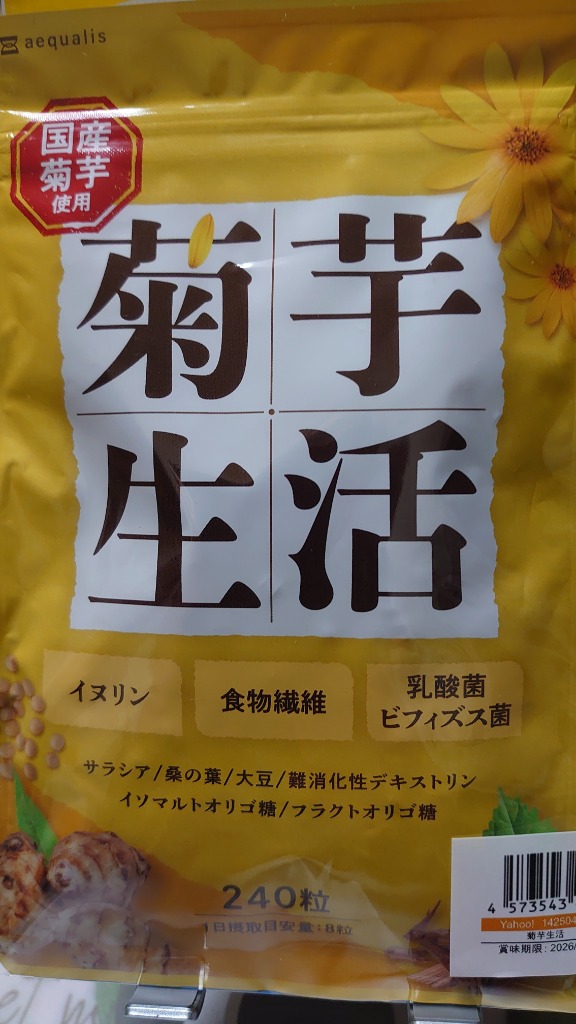 aequalis
国産
菊芋
使用
菊芋
生活
イヌリン
食物繊維
乳酸菌
ビフィズス菌
サラシア/桑の葉/大豆/難消化性デキストリン
イソマルトオリゴ糖/フラクトオリゴ糖
240粒
1日摂取目安量:8粒
4 573543
Yahoo! 142504
菊芋生活
賞味期限: 2026/